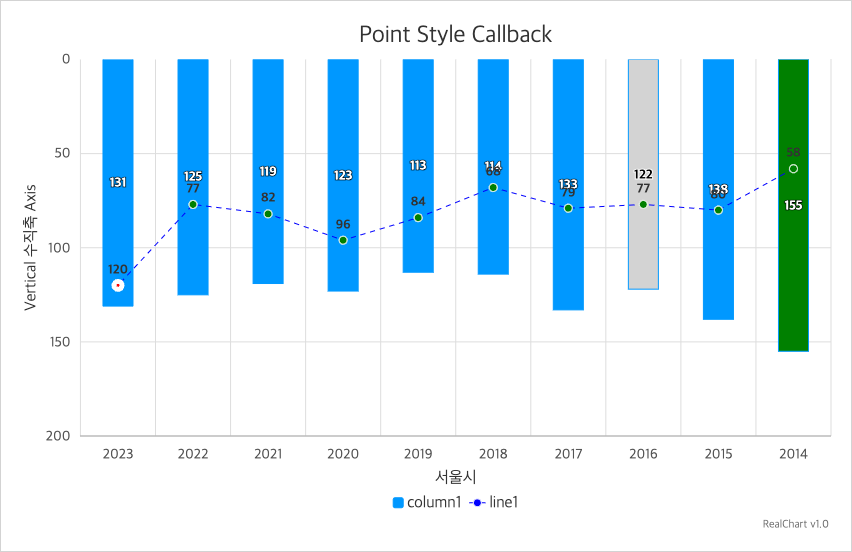 Point Style Callback
0
50
100
150
200
Vertical 수직축 Axis
131 125 119 123 113 114 133 122 138 155
120 77 82 96 84 68 79 77 80 58
2023 2022 2021 2020 2019 2018 2017 2016 2015 2014
서울시
column1 line1
RealChart v1.0